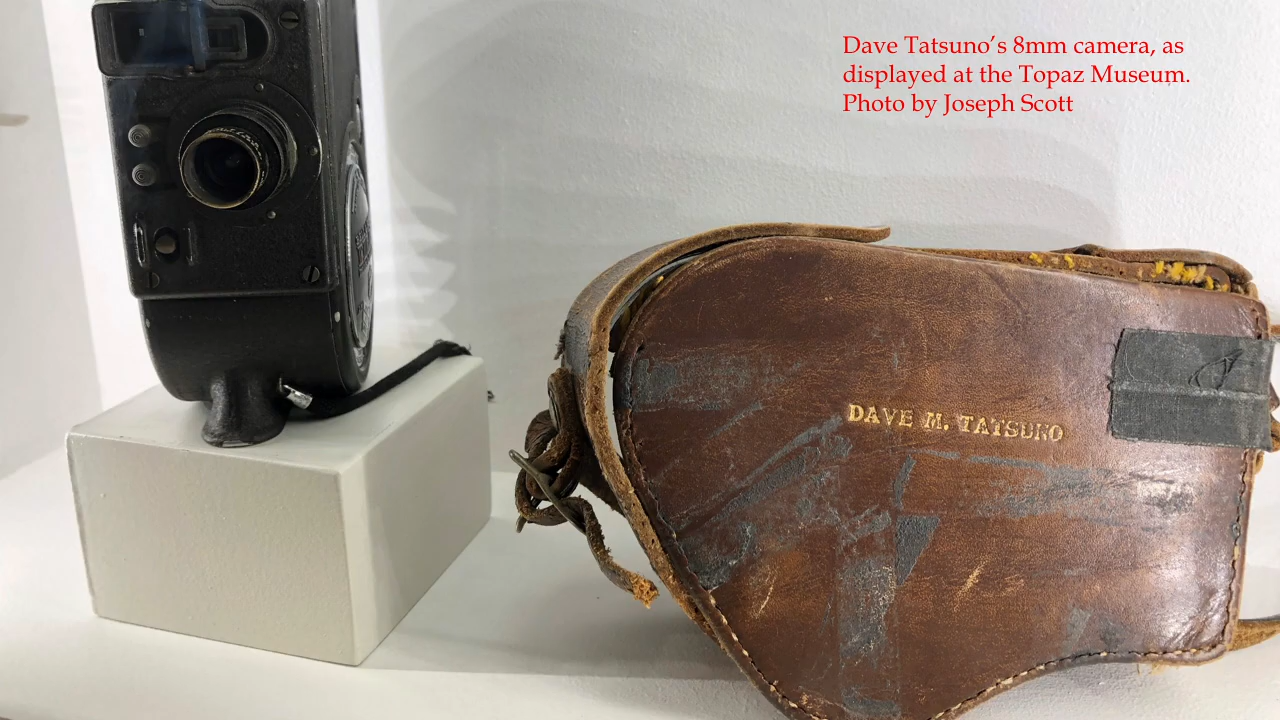 Dave Tatsuno’s 8mm camera, as
displayed at the Topaz Museum.
Photo by Joseph Scott
DAVE M. TATSUNO